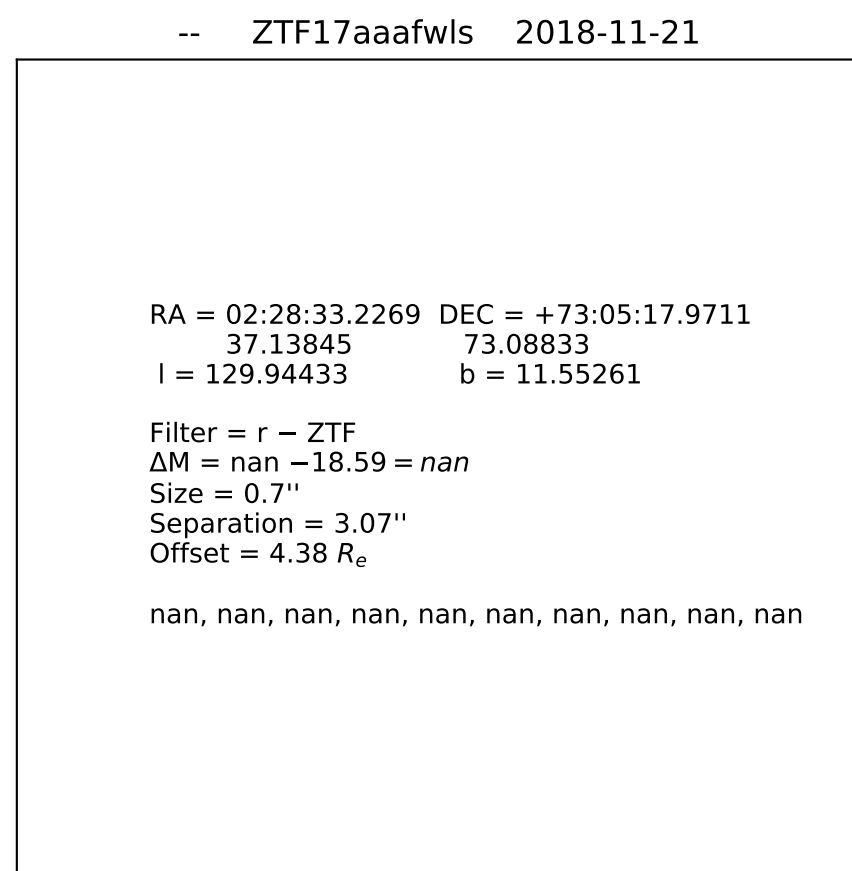 -- ZTF17aaafwls 2018-11-21
RA = 02:28:33.2269 DEC = +73:05:17.9711
37.13845 73.08833
l = 129.94433 b = 11.55261
Filter = r − ZTF
ΔM = nan −18.59 = nan
Size = 0.7''
Separation = 3.07''
Offset = 4.38 Rₑ
nan, nan, nan, nan, nan, nan, nan, nan, nan, nan